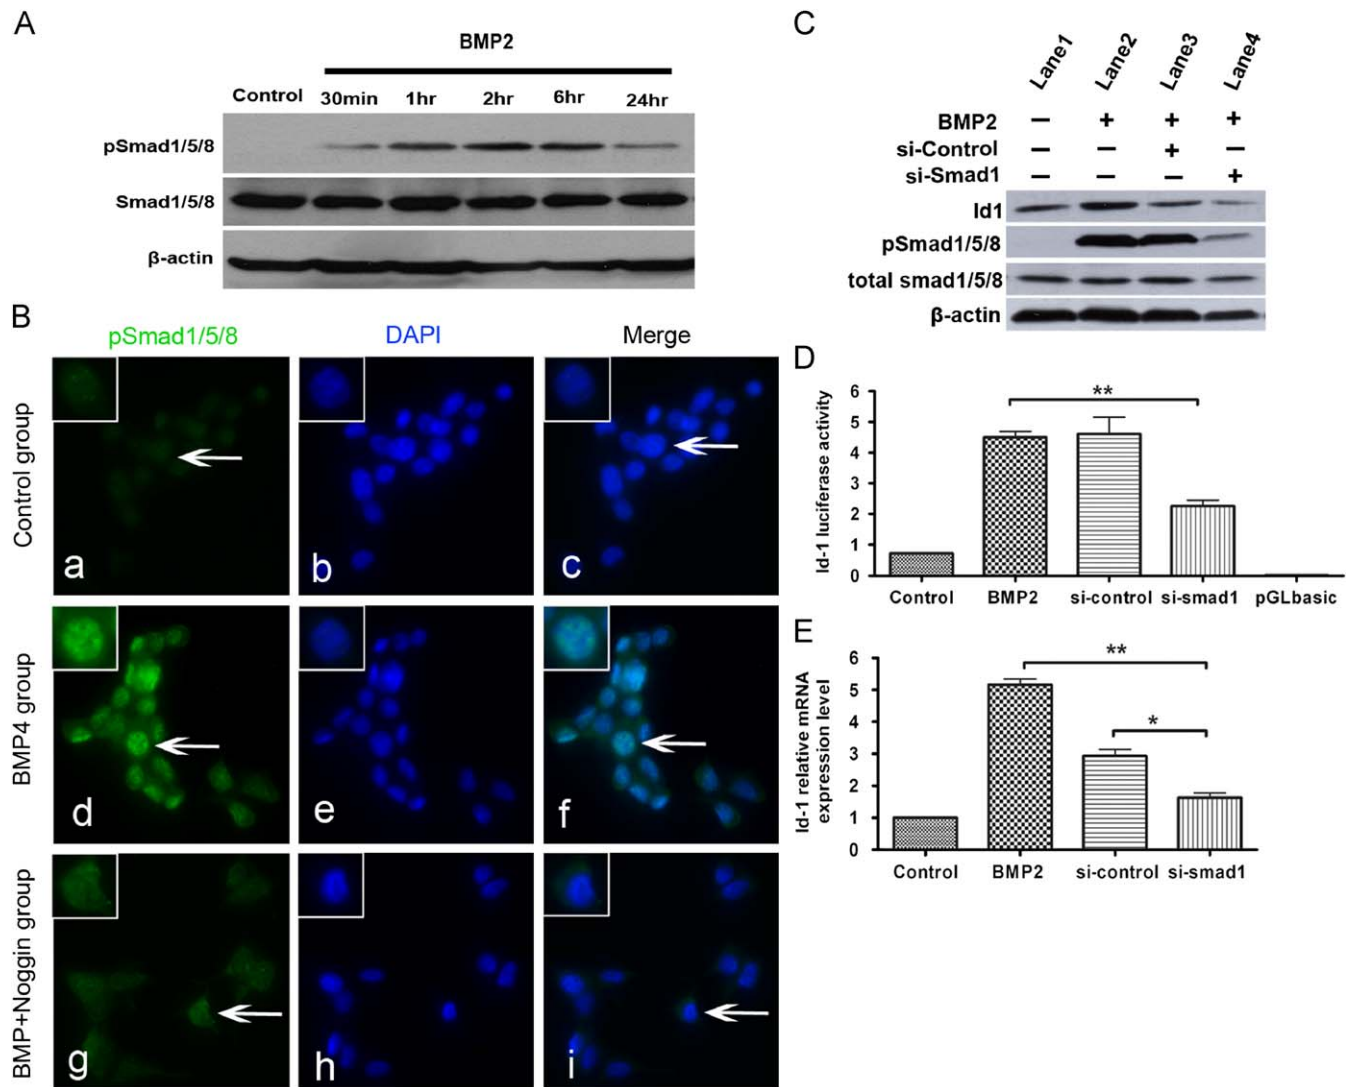 A
BMP2
Control 30min 1hr 2hr 6hr 24hr
pSmad1/5/8
Smad1/5/8
β-actin
B
pSmad1/5/8 DAPI Merge
Control group
a b c
BMP4 group
d e f
BMP+Noggin group
g h i
C
Lane1 Lane2 Lane3 Lane4
BMP2 – + + +
si-Control – – + –
si-Smad1 – – – +
Id1
pSmad1/5/8
total smad1/5/8
β-actin
D
Id-1 luciferase activity
6
5
4
3
2
1
0
**
Control BMP2 si-control si-smad1 pGLbasic
E
Id-1 relative mRNA
expression level
6
5
4
3
2
1
0
**
*
Control BMP2 si-control si-smad1